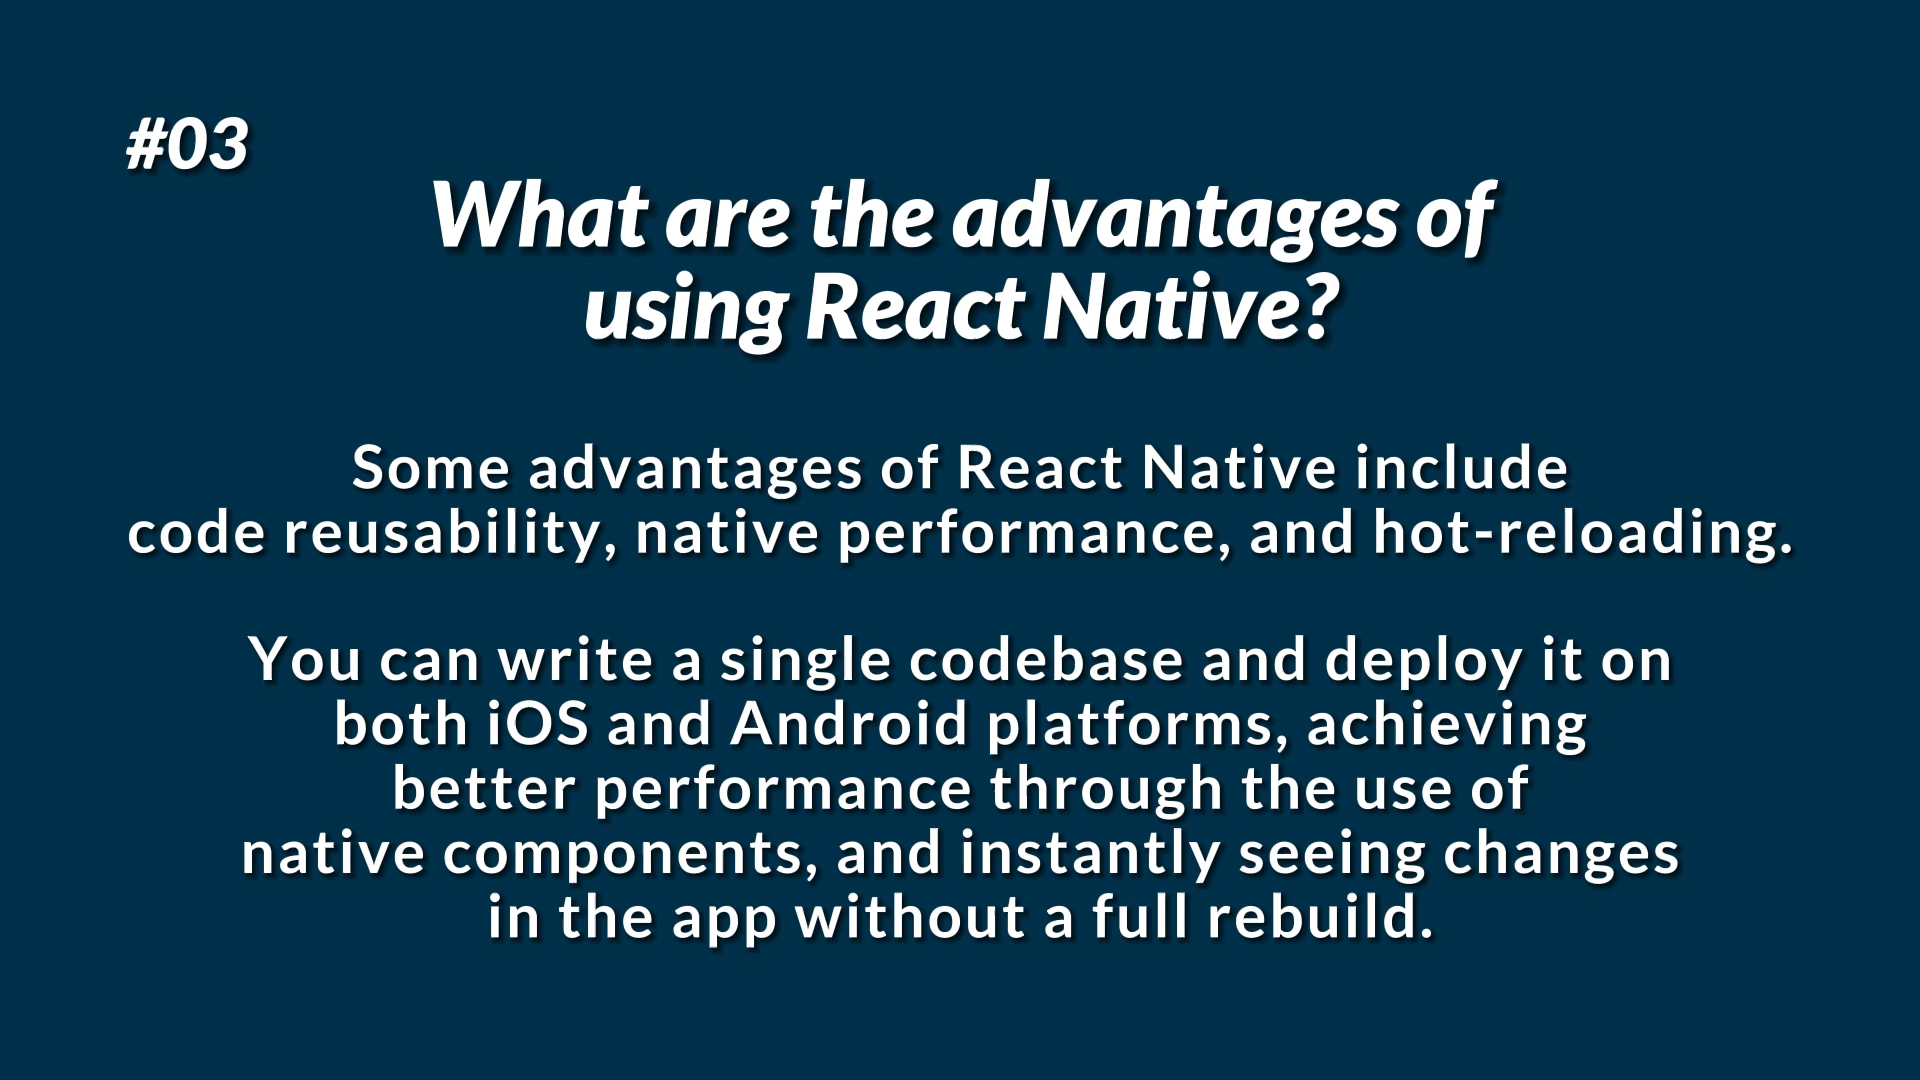 #03
What are the advantages of
using React Native?
Some advantages of React Native include
code reusability, native performance, and hot-reloading.
You can write a single codebase and deploy it on
both iOS and Android platforms, achieving
better performance through the use of
native components, and instantly seeing changes
in the app without a full rebuild.